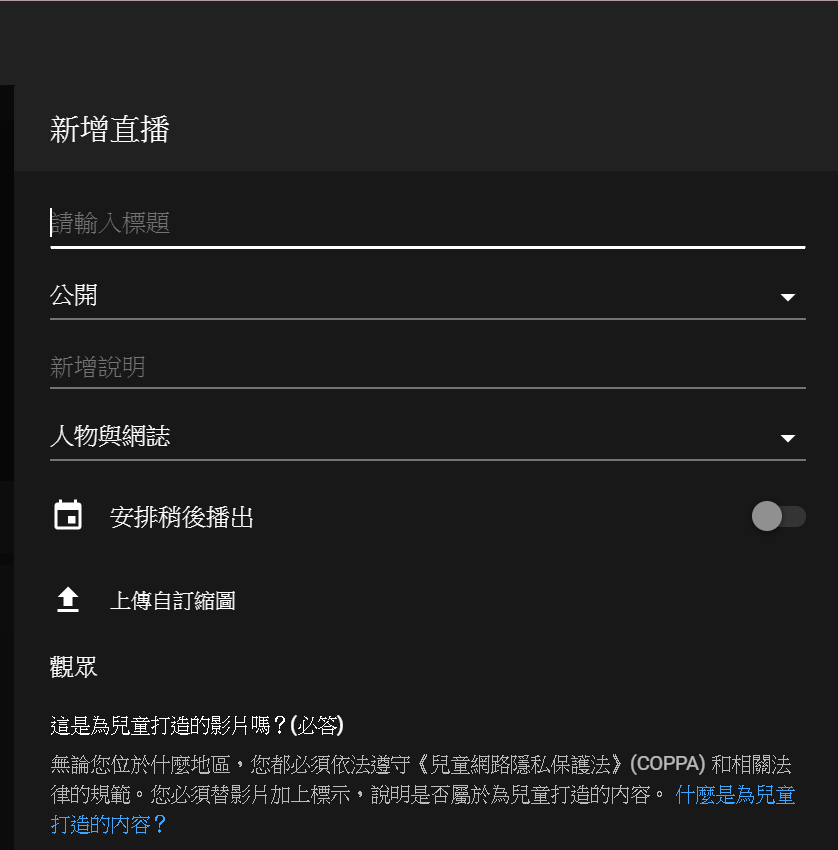 新增直播
請輸入標題
公開
新增說明
人物與網誌
安排稍後播出
上傳自訂縮圖
觀眾
這是為兒童打造的影片嗎？(必答)
無論您位於什麼地區，您都必須依法遵守《兒童網路隱私保護法》(COPPA) 和相關法
律的規範。您必須替影片加上標示，說明是否屬於為兒童打造的內容。 什麼是為兒童
打造的內容？